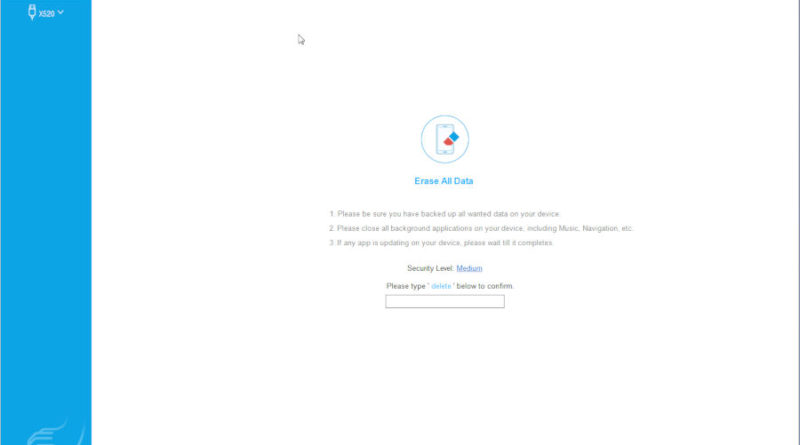 X520
Erase All Data
1. Please be sure you have backed up all wanted data on your device.
2. Please close all background applications on your device, including Music, Navigation, etc.
3. If any app is updating on your device, please wait till it completes.
Security Level: Medium
Please type ' delete ' below to confirm.